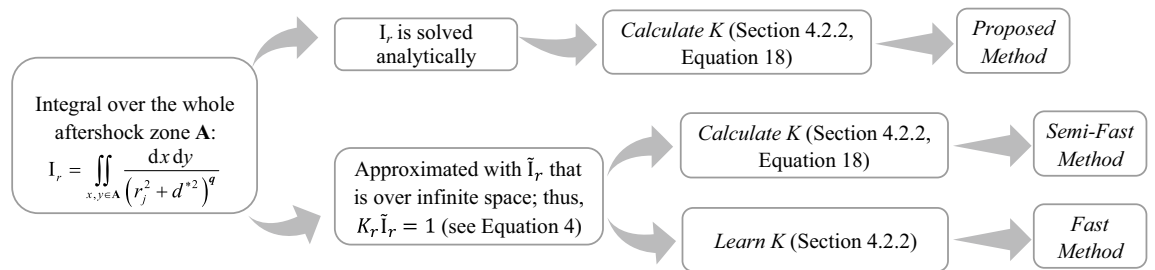 Integral over the whole
aftershock zone A:
I_r = ∬_{x,y∈A} dx dy / (r_j^2 + d^{*2})^q
I_r is solved
analytically
Calculate K (Section 4.2.2,
Equation 18)
Proposed
Method
Approximated with Ĩ_r that
is over infinite space; thus,
K_r Ĩ_r = 1 (see Equation 4)
Calculate K (Section 4.2.2,
Equation 18)
Semi-Fast
Method
Learn K (Section 4.2.2)
Fast
Method